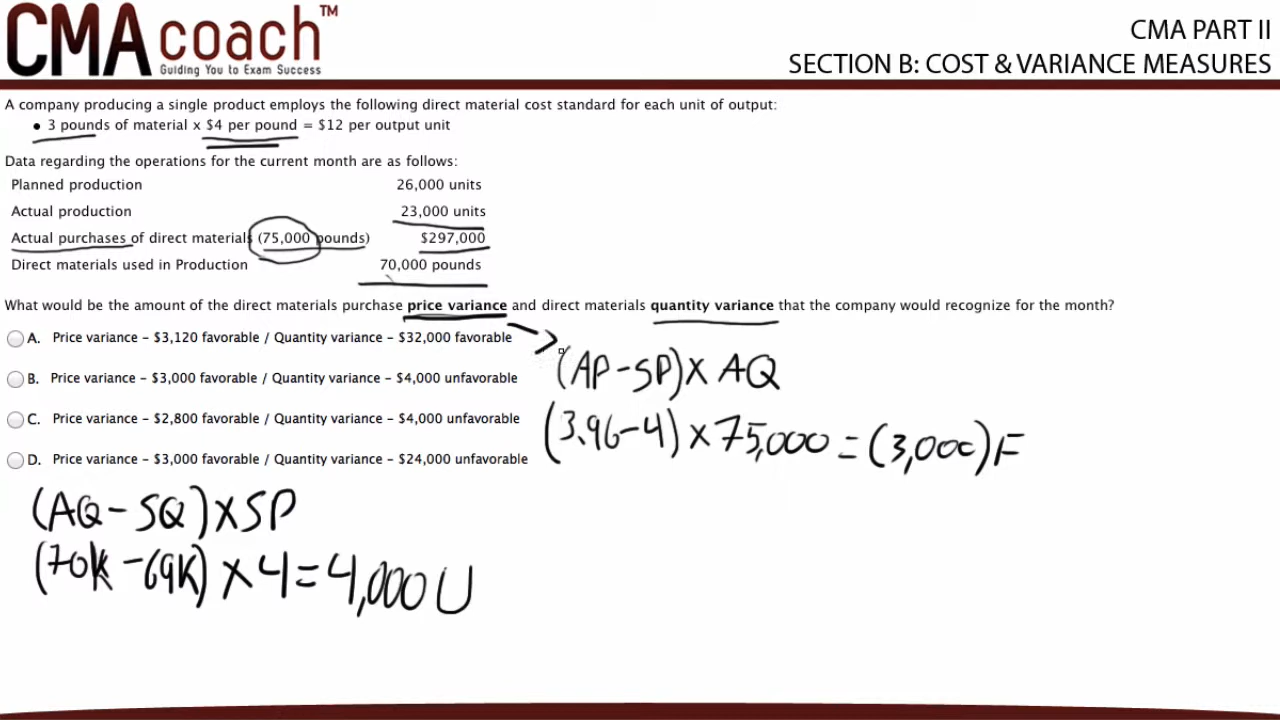 CMA coach™
Guiding You to Exam Success
CMA PART II
SECTION B: COST & VARIANCE MEASURES
A company producing a single product employs the following direct material cost standard for each unit of output:
• 3 pounds of material x $4 per pound = $12 per output unit
Data regarding the operations for the current month are as follows:
Planned production 26,000 units
Actual production 23,000 units
Actual purchases of direct materials (75,000 pounds) $297,000
Direct materials used in Production 70,000 pounds
What would be the amount of the direct materials purchase price variance and direct materials quantity variance that the company would recognize for the month?
A. Price variance - $3,120 favorable / Quantity variance - $32,000 favorable
B. Price variance - $3,000 favorable / Quantity variance - $4,000 unfavorable
C. Price variance - $2,800 favorable / Quantity variance - $4,000 unfavorable
D. Price variance - $3,000 favorable / Quantity variance - $24,000 unfavorable
(AP-SP)X AQ
(3.96-4) x 75,000 = (3,000) F
(AQ- SQ)XSP
(70K -69K) x 4 = 4,000 U